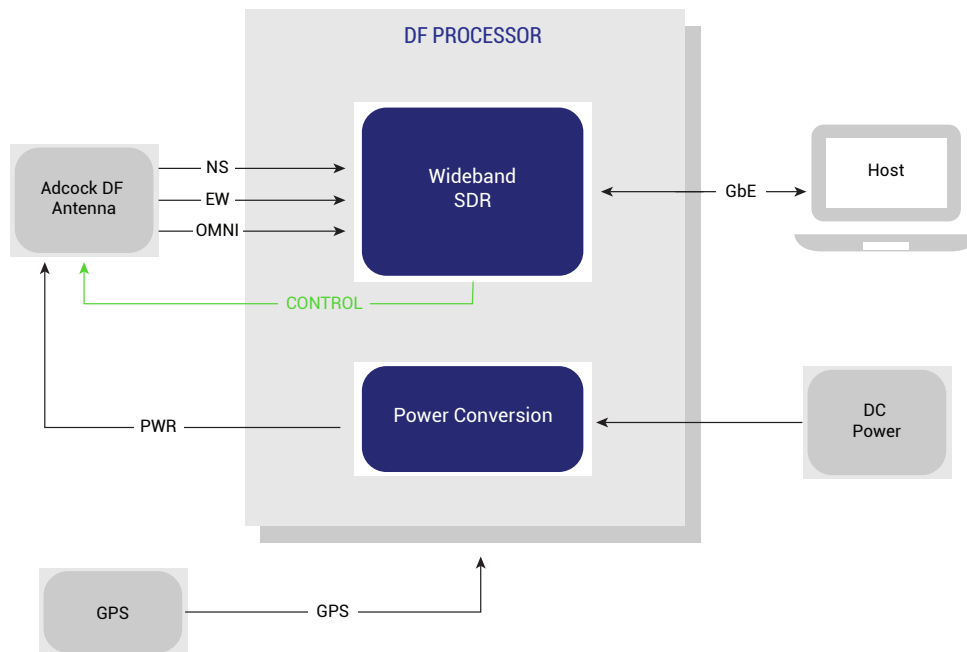 DF PROCESSOR
Adcock DF
Antenna
NS
EW
OMNI
Wideband
SDR
GbE
Host
CONTROL
Power Conversion
PWR
DC
Power
GPS
GPS